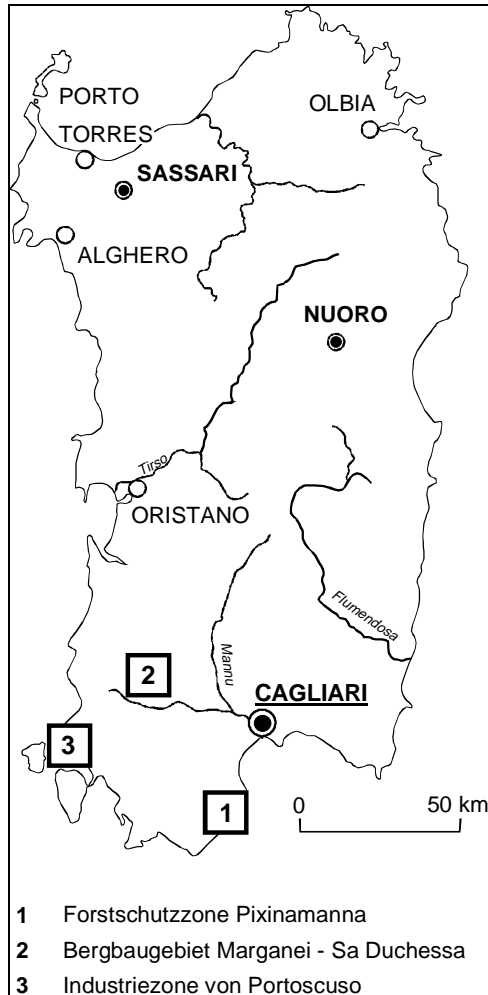 PORTO
TORRES
OLBIA
SASSARI
ALGHERO
NUORO
Tirso
ORISTANO
Flumendosa
Mannu
2
CAGLIARI
3
1
0 50 km
1 Forstschutzzone Pixinamanna
2 Bergbaugebiet Marganei - Sa Duchessa
3 Industriezone von Portoscuso